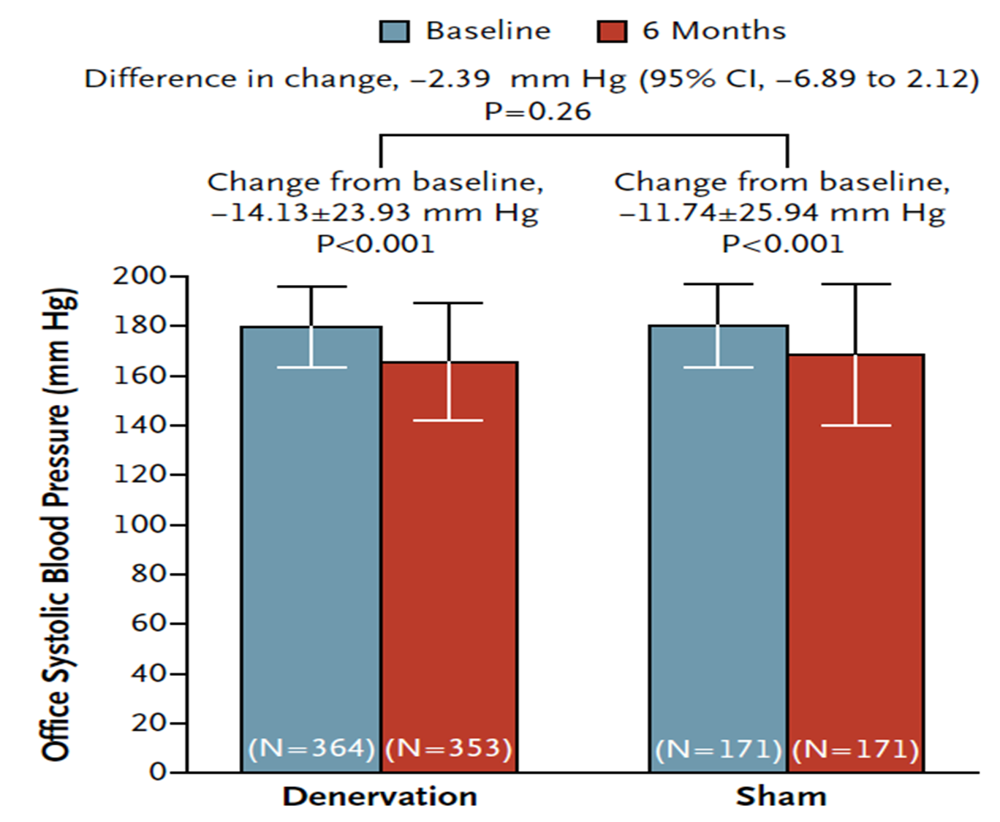 Baseline 6 Months
Difference in change, −2.39 mm Hg (95% CI, −6.89 to 2.12)
P=0.26
Change from baseline,
−14.13±23.93 mm Hg
P<0.001
Change from baseline,
−11.74±25.94 mm Hg
P<0.001
Office Systolic Blood Pressure (mm Hg)
200
180
160
140
120
100
80
60
40
20
0
(N=364) (N=353) (N=171) (N=171)
Denervation Sham